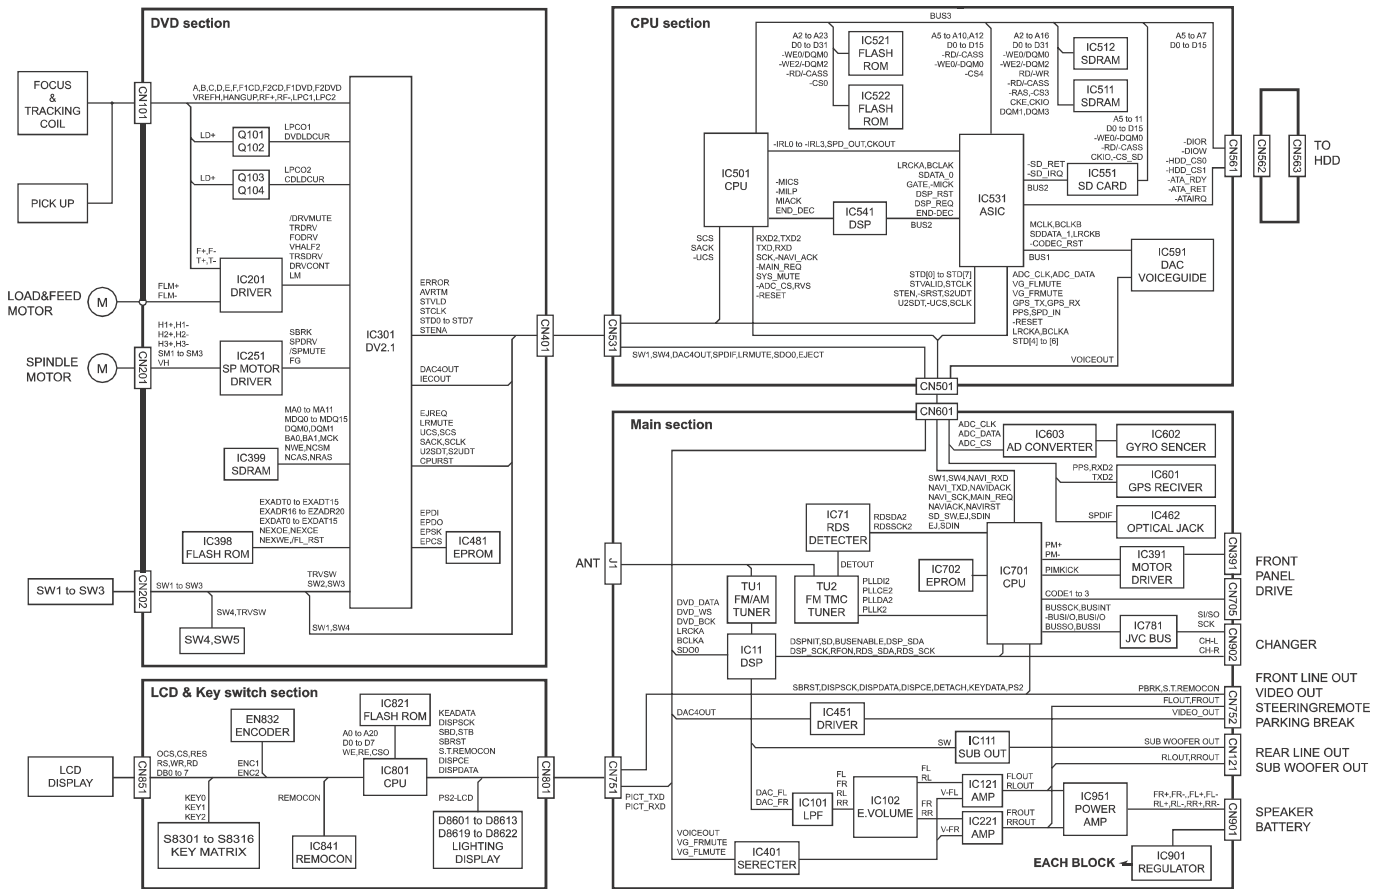 DVD section
FOCUS
&
TRACKING
COIL
PICK UP
CN101
A,B,C,D,E,F,F1CD,F2CD,F1DVD,F2DVD
VREFH,HANGUP,RF+,RF-,LPC1,LPC2
LD+
Q101
Q102
LPCO1
DVDLDCUR
LD+
Q103
Q104
LPCO2
CDLDCUR
/DRVMUTE
TRDRV
FODRV
VHALF2
TRSDRV
DRVCONT
LM
F+,F-
T+,T-
IC201
DRIVER
LOAD&FEED
MOTOR
M
FLM+
FLM-
SPINDLE
MOTOR
M
CN201
H1+,H1-
H2+,H2-
H3+,H3-
SM1 to SM3
VH
IC251
SP MOTOR
DRIVER
SBRK
SPDRV
/SPMUTE
FG
IC301
DV2.1
ERROR
AVRTM
STVLD
STCLK
STD0 to STD7
STENA
DAC4OUT
IECOUT
EJREQ
LRMUTE
UCS,SCS
SACK,SCLK
U2SDT,S2UDT
CPURST
CN401
MA0 to MA11
MDQ0 to MDQ15
DQM0,DQM1
BA0,BA1,MCK
NWE,NCSM
NCAS,NRAS
IC399
SDRAM
EXADT0 to EXADT15
EXADR16 to EZADR20
EXDAT0 to EXDAT15
NEXOE,NEXCE
NEXWE,/FL_RST
IC398
FLASH ROM
EPDI
EPDO
EPSK
EPCS
IC481
EPROM
SW1 to SW3
CN202
SW1 to SW3
TRVSW
SW2,SW3
SW4,TRVSW
SW4,SW5
SW1,SW4
LCD & Key switch section
LCD
DISPLAY
CN851
OCS,CS,RES
RS,WR,RD
DB0 to 7
EN832
ENCODER
ENC1
ENC2
IC821
FLASH ROM
A0 to A20
D0 to D7
WE,RE,CSO
IC801
CPU
KEADATA
DISPSCK
SBD,STB
SBRST
S.T.REMOCON
DISPCE
DISPDATA
CN801
KEY0
KEY1
KEY2
S8301 to S8316
KEY MATRIX
REMOCON
IC841
REMOCON
PS2-LCD
D8601 to D8613
D8619 to D8622
LIGHTING
DISPLAY
CPU section
BUS3
A2 to A23
D0 to D31
-WE0/DQM0
-WE2/-DQM2
-RD/-CASS
-CS0
IC521
FLASH
ROM
IC522
FLASH
ROM
A5 to A10,A12
D0 to D15
-RD/-CASS
-WE0/-DQM0
-CS4
A2 to A16
D0 to D31
-WE0/DQM0
-WE2/-DQM2
RD/-WR
-RD/-CASS
-RAS,-CS3
CKE,CKIO
DQM1,DQM3
IC512
SDRAM
IC511
SDRAM
A5 to A7
D0 to D15
A5 to 11
D0 to D15
-WE0/-DQM0
-RD/-CASS
CKIO,-CS_SD
IC501
CPU
-IRL0 to -IRL3,SPD_OUT,CKOUT
-MICS
-MILP
MIACK
END_DEC
IC541
DSP
LRCKA,BCLAK
SDATA_0
GATE,-MICK
DSP_RST
DSP_REQ
END-DEC
BUS2
IC531
ASIC
-SD_RET
-SD_IRQ
BUS2
IC551
SD CARD
-DIOR
-DIOW
-HDD_CS0
-HDD_CS1
-ATA_RDY
-ATA_RET
-ATAIRQ
CN561
CN562
CN563
TO
HDD
MCLK,BCLKB
SDDATA_1,LRCKB
-CODEC_RST
BUS1
IC591
DAC
VOICEGUIDE
SCS
SACK
-UCS
RXD2,TXD2
TXD,RXD
SCK,-NAVI_ACK
-MAIN_REQ
SYS_MUTE
-ADC_CS,RVS
-RESET
STD[0] to STD[7]
STVALID,STCLK
STEN,-SRST,S2UDT
U2SDT,-UCS,SCLK
ADC_CLK,ADC_DATA
VG_FLMUTE
VG_FRMUTE
GPS_TX,GPS_RX
PPS,SPD_IN
-RESET
LRCKA,BCLKA
STD[4] to [6]
CN531
SW1,SW4,DAC4OUT,SPDIF,LRMUTE,SDO0,EJECT
VOICEOUT
CN501
CN601
Main section
ADC_CLK
ADC_DATA
ADC_CS
IC603
AD CONVERTER
IC602
GYRO SENCER
PPS,RXD2
TXD2
IC601
GPS RECIVER
SPDIF
IC462
OPTICAL JACK
SW1,SW4,NAVI_RXD
NAVI_TXD,NAVIDACK
NAVI_SCK,MAIN_REQ
NAVIACK,NAVIRST
SD_SW,EJ,SDIN
EJ,SDIN
IC71
RDS
DETECTER
RDSDA2
RDSSCK2
ANT
J1
DETOUT
IC702
EPROM
IC701
CPU
PM+
PM-
PIMKICK
IC391
MOTOR
DRIVER
CN391
FRONT
PANEL
DRIVE
TU1
FM/AM
TUNER
TU2
FM TMC
TUNER
PLLDI2
PLLCE2
PLLDA2
PLLK2
CODE1 to 3
CN705
DVD_DATA
DVD_WS
DVD_BCK
LRCKA
BCLKA
SDO0
BUSSCK,BUSINT
-BUSI/O,BUSI/O
BUSSO,BUSSI
IC781
JVC BUS
SI/SO
SCK
CH-L
CH-R
CN902
CHANGER
IC11
DSP
DSPNIT,SD,BUSENABLE,DSP_SDA
DSP_SCK,RFON,RDS_SDA,RDS_SCK
SBRST,DISPSCK,DISPDATA,DISPCE,DETACH,KEYDATA,PS2
PBRK,S.T.REMOCON
FLOUT,FROUT
DAC4OUT
IC451
DRIVER
VIDEO_OUT
CN752
FRONT LINE OUT
VIDEO OUT
STEERINGREMOTE
PARKING BREAK
SW
IC111
SUB OUT
SUB WOOFER OUT
RLOUT,RROUT
CN121
REAR LINE OUT
SUB WOOFER OUT
CN751
PICT_TXD
PICT_RXD
DAC_FL
DAC_FR
IC101
LPF
FL
FR
RL
RR
IC102
E.VOLUME
FL
RL
V-FL
IC121
AMP
RLOUT
FLOUT
FR
RR
V-FR
IC221
AMP
FROUT
RROUT
IC951
POWER
AMP
FR+,FR-,FL+,FL-
RL+,RL-,RR+,RR-
CN901
SPEAKER
BATTERY
VOICEOUT
VG_FRMUTE
VG_FLMUTE
IC401
SERECTER
EACH BLOCK
IC901
REGULATOR